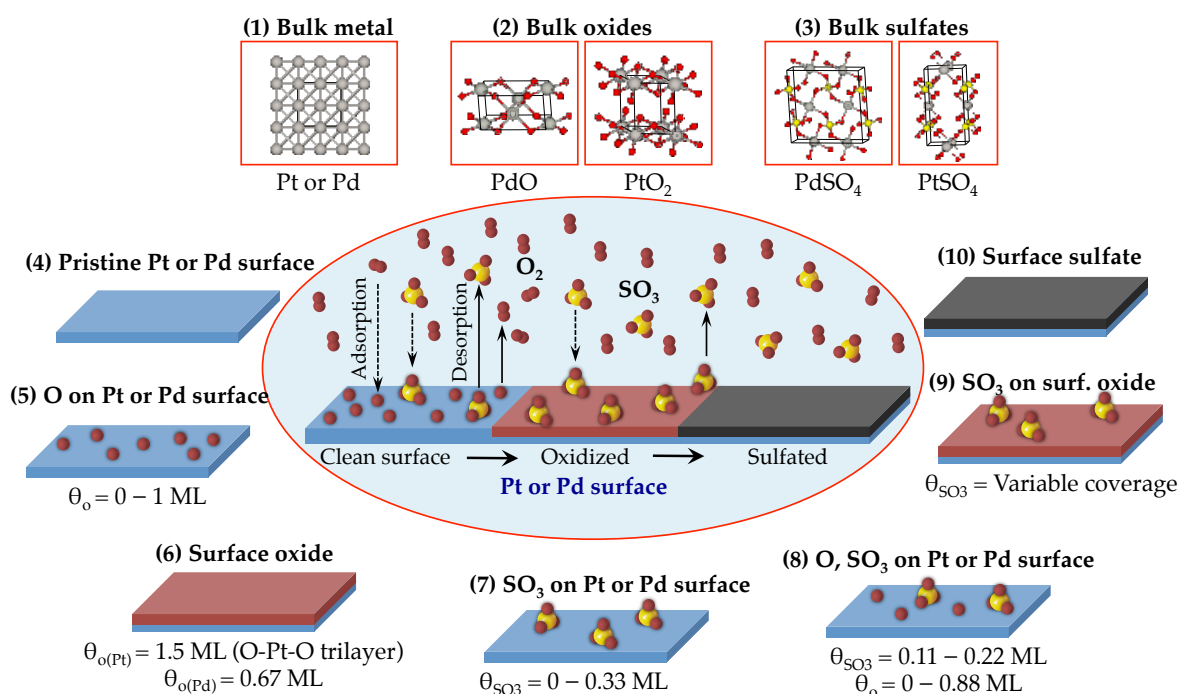 (1) Bulk metal
(2) Bulk oxides
(3) Bulk sulfates
Pt or Pd
PdO
PtO₂
PdSO₄
PtSO₄
(4) Pristine Pt or Pd surface
O₂
SO₃
(10) Surface sulfate
Adsorption
Desorption
(5) O on Pt or Pd surface
(9) SO₃ on surf. oxide
Clean surface
Oxidized
Sulfated
Pt or Pd surface
θₒ = 0 – 1 ML
θ_SO3 = Variable coverage
(6) Surface oxide
(7) SO₃ on Pt or Pd surface
(8) O, SO₃ on Pt or Pd surface
θ_o(Pt) = 1.5 ML (O-Pt-O trilayer)
θ_o(Pd) = 0.67 ML
θ_SO3 = 0 – 0.33 ML
θ_SO3 = 0.11 – 0.22 ML
θₒ = 0 – 0.88 ML